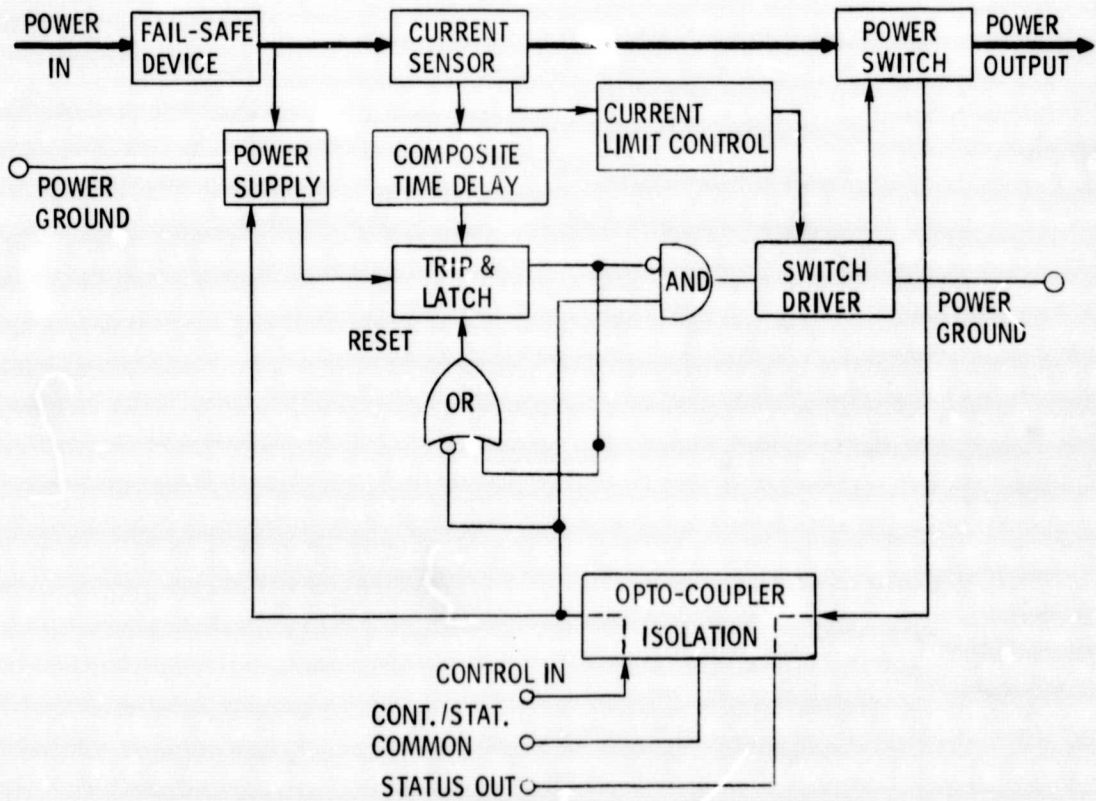 POWER
IN
FAIL-SAFE
DEVICE
CURRENT
SENSOR
POWER
SWITCH
POWER
OUTPUT
CURRENT
LIMIT CONTROL
POWER
GROUND
POWER
SUPPLY
COMPOSITE
TIME DELAY
TRIP &
LATCH
AND
SWITCH
DRIVER
POWER
GROUND
RESET
OR
OPTO-COUPLER
ISOLATION
CONTROL IN
CONT./STAT.
COMMON
STATUS OUT